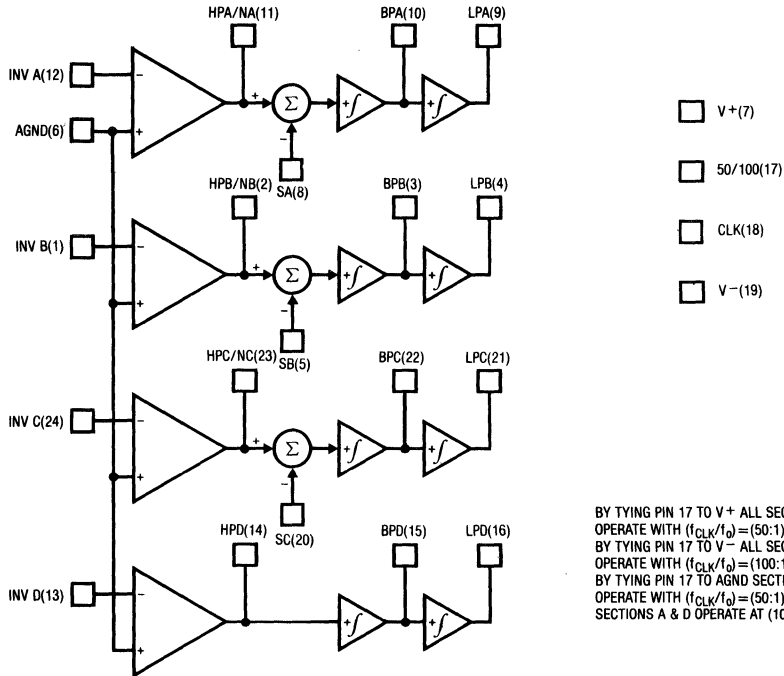 HPA/NA(11)
BPA(10)
LPA(9)
INV A(12)
−
+
Σ
+∫
+∫
AGND(6)
+
−
SA(8)
V+(7)
50/100(17)
CLK(18)
V−(19)
HPB/NB(2)
BPB(3)
LPB(4)
INV B(1)
−
+
Σ
+∫
+∫
+
−
SB(5)
HPC/NC(23)
BPC(22)
LPC(21)
INV C(24)
−
+
Σ
+∫
+∫
+
−
SC(20)
HPD(14)
BPD(15)
LPD(16)
INV D(13)
−
+∫
+∫
+
BY TYING PIN 17 TO V+ ALL SEC
OPERATE WITH (fCLK/f0)=(50:1)
BY TYING PIN 17 TO V− ALL SEC
OPERATE WITH (fCLK/f0)=(100:1
BY TYING PIN 17 TO AGND SECTI
OPERATE WITH (fCLK/f0)=(50:1)
SECTIONS A & D OPERATE AT (10